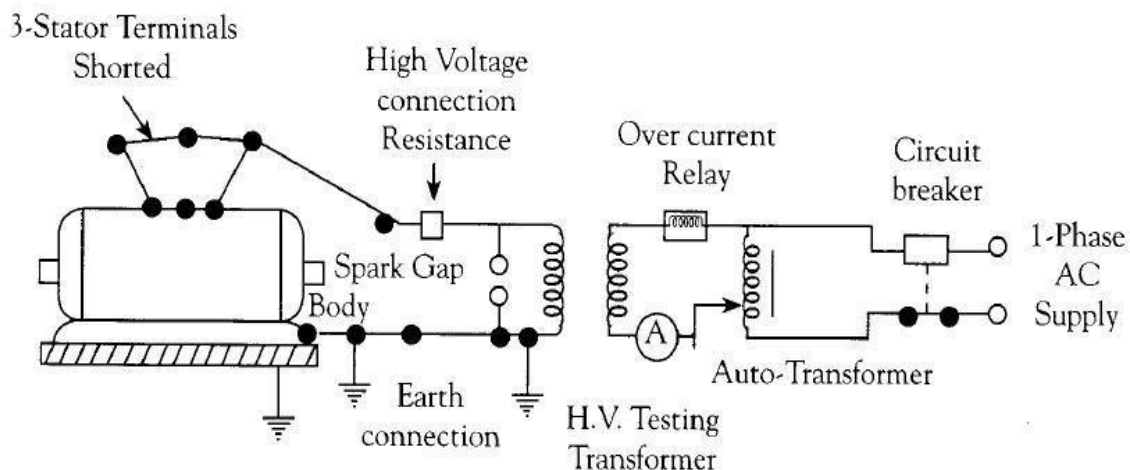 3-Stator Terminals
Shorted
High Voltage
connection
Resistance
Over current
Relay
Circuit
breaker
1-Phase
AC
Supply
Spark Gap
Body
A
Auto-Transformer
Earth
connection
H.V. Testing
Transformer